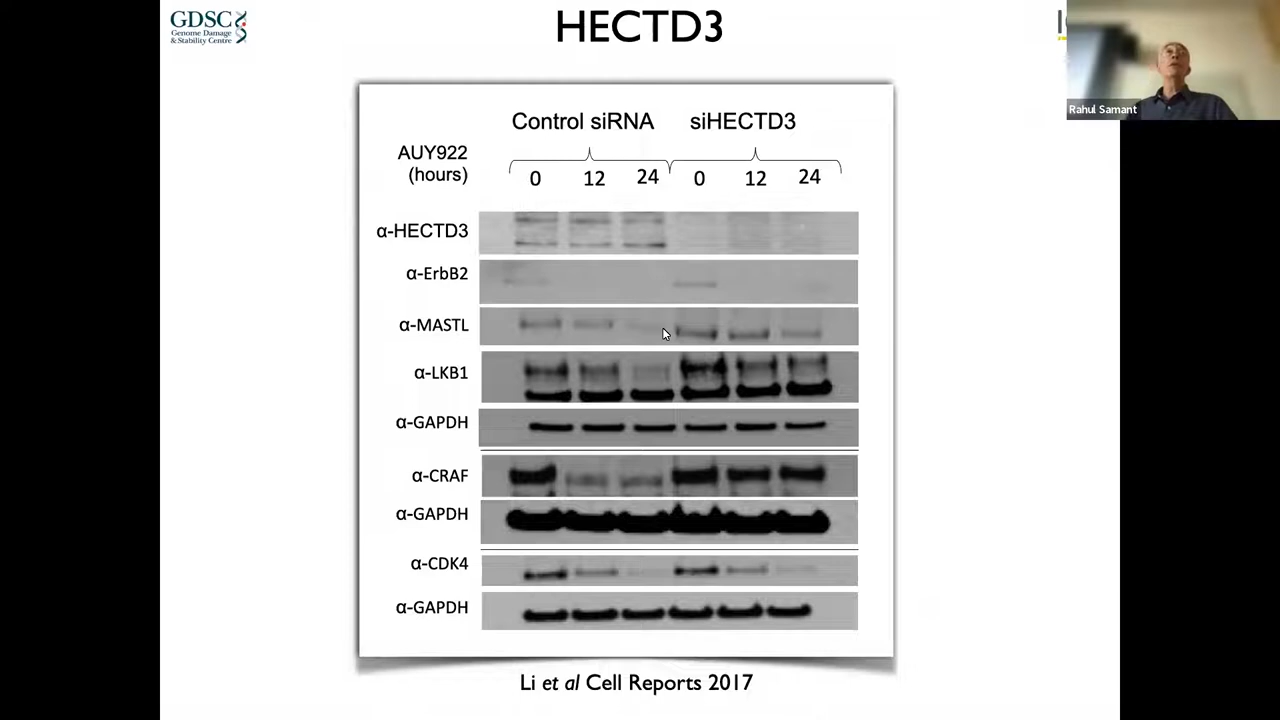 GDSC
Genome Damage
& Stability Centre
HECTD3
Rahul Samant
Control siRNA siHECTD3
AUY922
(hours)
0 12 24 0 12 24
α-HECTD3
α-ErbB2
α-MASTL
α-LKB1
α-GAPDH
α-CRAF
α-GAPDH
α-CDK4
α-GAPDH
Li et al Cell Reports 2017